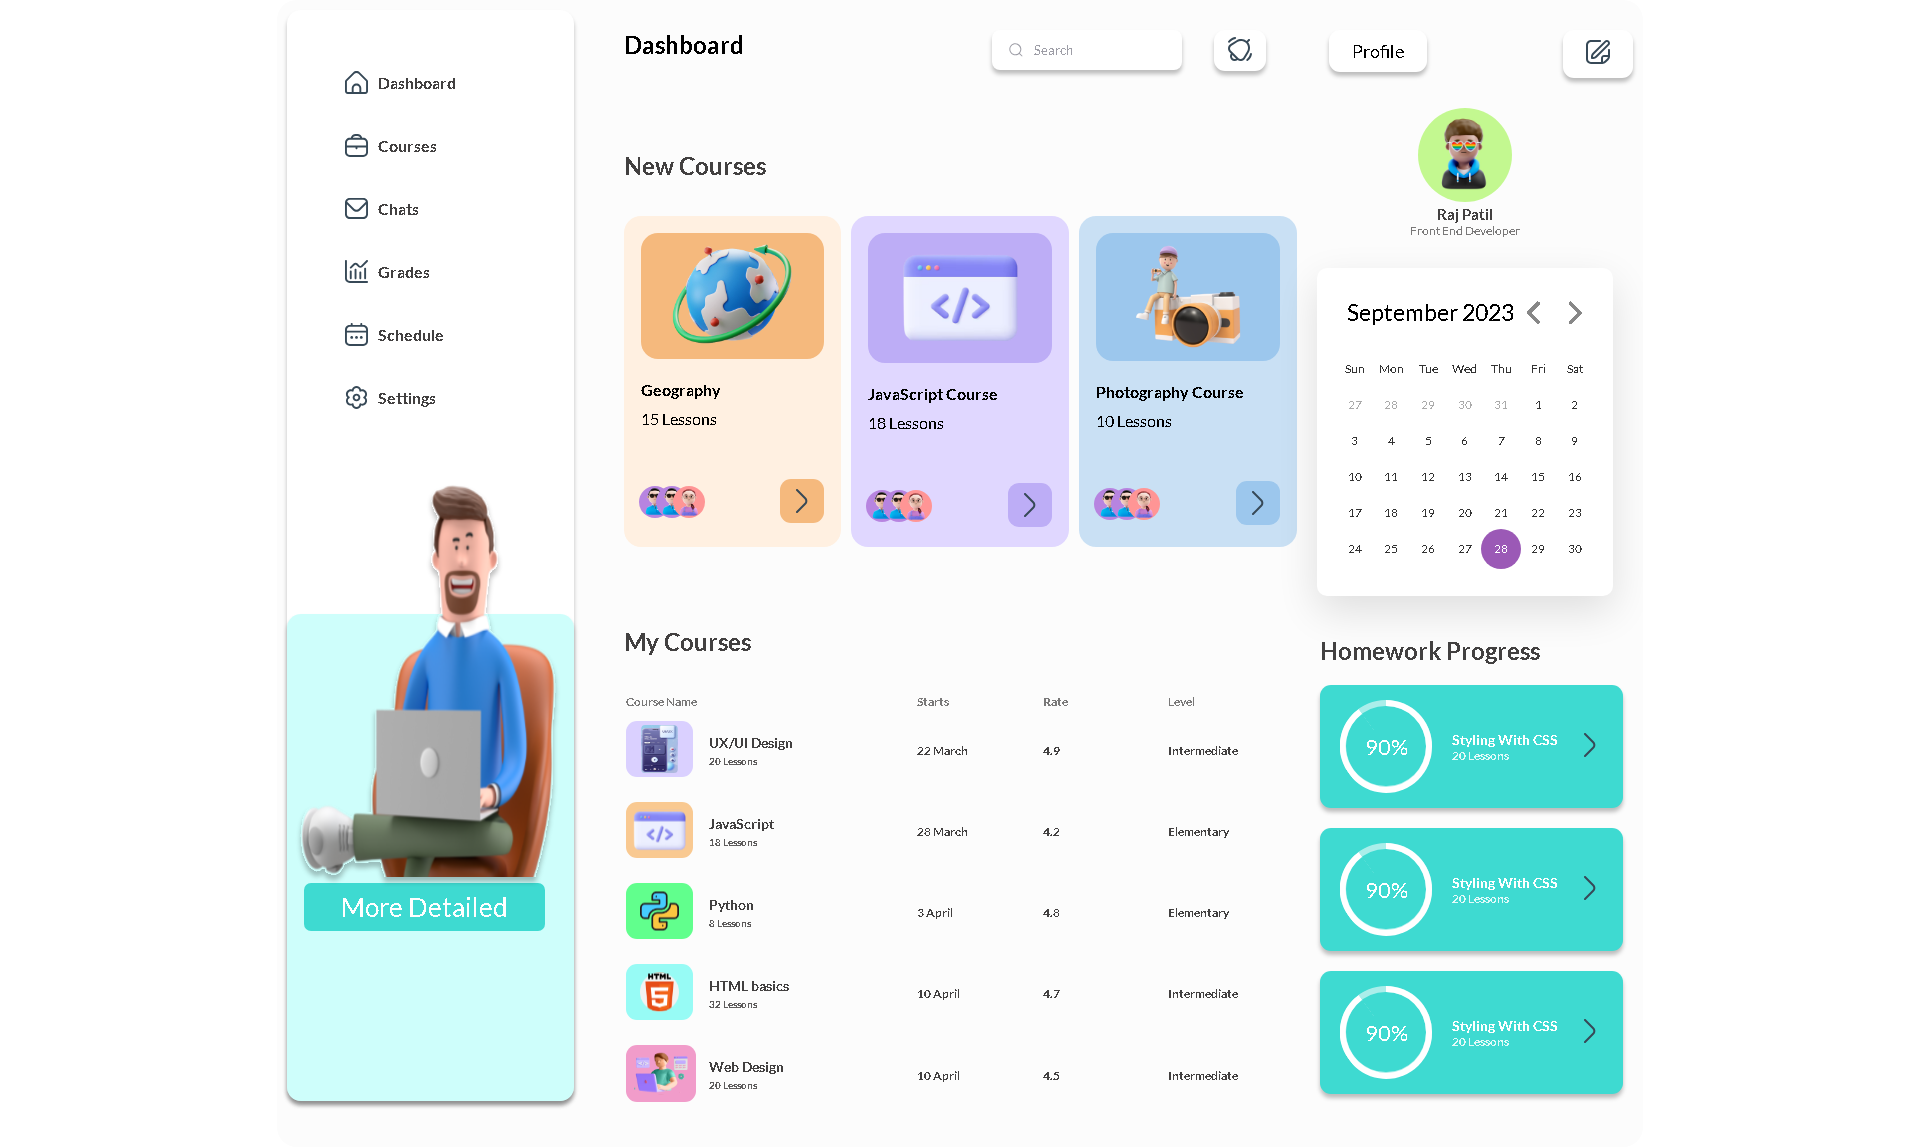 Dashboard
Courses
Chats
Grades
Schedule
Settings
More Detailed
Dashboard
Search
Profile
New Courses
Geography
15 Lessons
JavaScript Course
18 Lessons
Photography Course
10 Lessons
My Courses
Course Name Starts Rate Level
UX/UI Design
20 Lessons
22 March 4.9 Intermediate
JavaScript
18 Lessons
28 March 4.2 Elementary
Python
8 Lessons
3 April 4.8 Elementary
HTML
5
HTML basics
32 Lessons
10 April 4.7 Intermediate
Web Design
20 Lessons
10 April 4.5 Intermediate
Raj Patil
Front End Developer
September 2023
Sun Mon Tue Wed Thu Fri Sat
27 28 29 30 31 1 2
3 4 5 6 7 8 9
10 11 12 13 14 15 16
17 18 19 20 21 22 23
24 25 26 27 28 29 30
Homework Progress
90%
Styling With CSS
20 Lessons
90%
Styling With CSS
20 Lessons
90%
Styling With CSS
20 Lessons